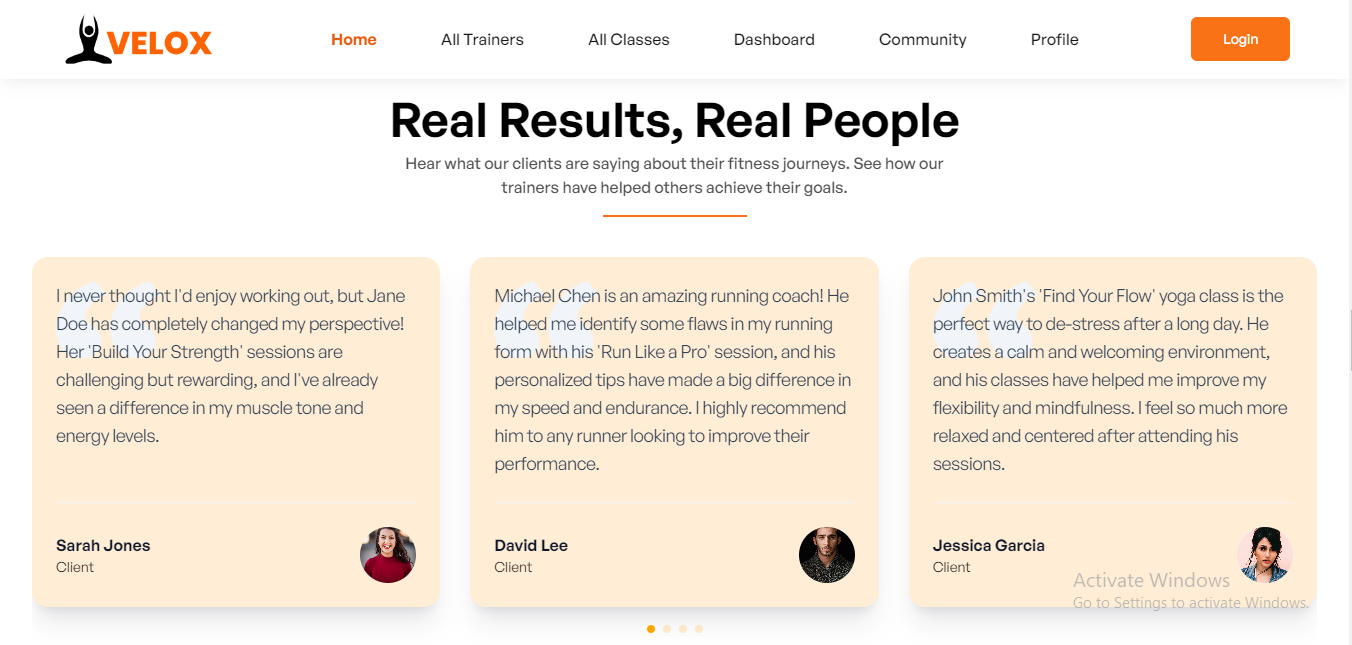 VELOX
Home
All Trainers
All Classes
Dashboard
Community
Profile
Login
Real Results, Real People
Hear what our clients are saying about their fitness journeys. See how our
trainers have helped others achieve their goals.
“
I never thought I'd enjoy working out, but Jane
Doe has completely changed my perspective!
Her 'Build Your Strength' sessions are
challenging but rewarding, and I've already
seen a difference in my muscle tone and
energy levels.
Sarah Jones
Client
“
Michael Chen is an amazing running coach! He
helped me identify some flaws in my running
form with his 'Run Like a Pro' session, and his
personalized tips have made a big difference in
my speed and endurance. I highly recommend
him to any runner looking to improve their
performance.
David Lee
Client
“
John Smith's 'Find Your Flow' yoga class is the
perfect way to de-stress after a long day. He
creates a calm and welcoming environment,
and his classes have helped me improve my
flexibility and mindfulness. I feel so much more
relaxed and centered after attending his
sessions.
Jessica Garcia
Client
Activate Windows
Go to Settings to activate Windows.